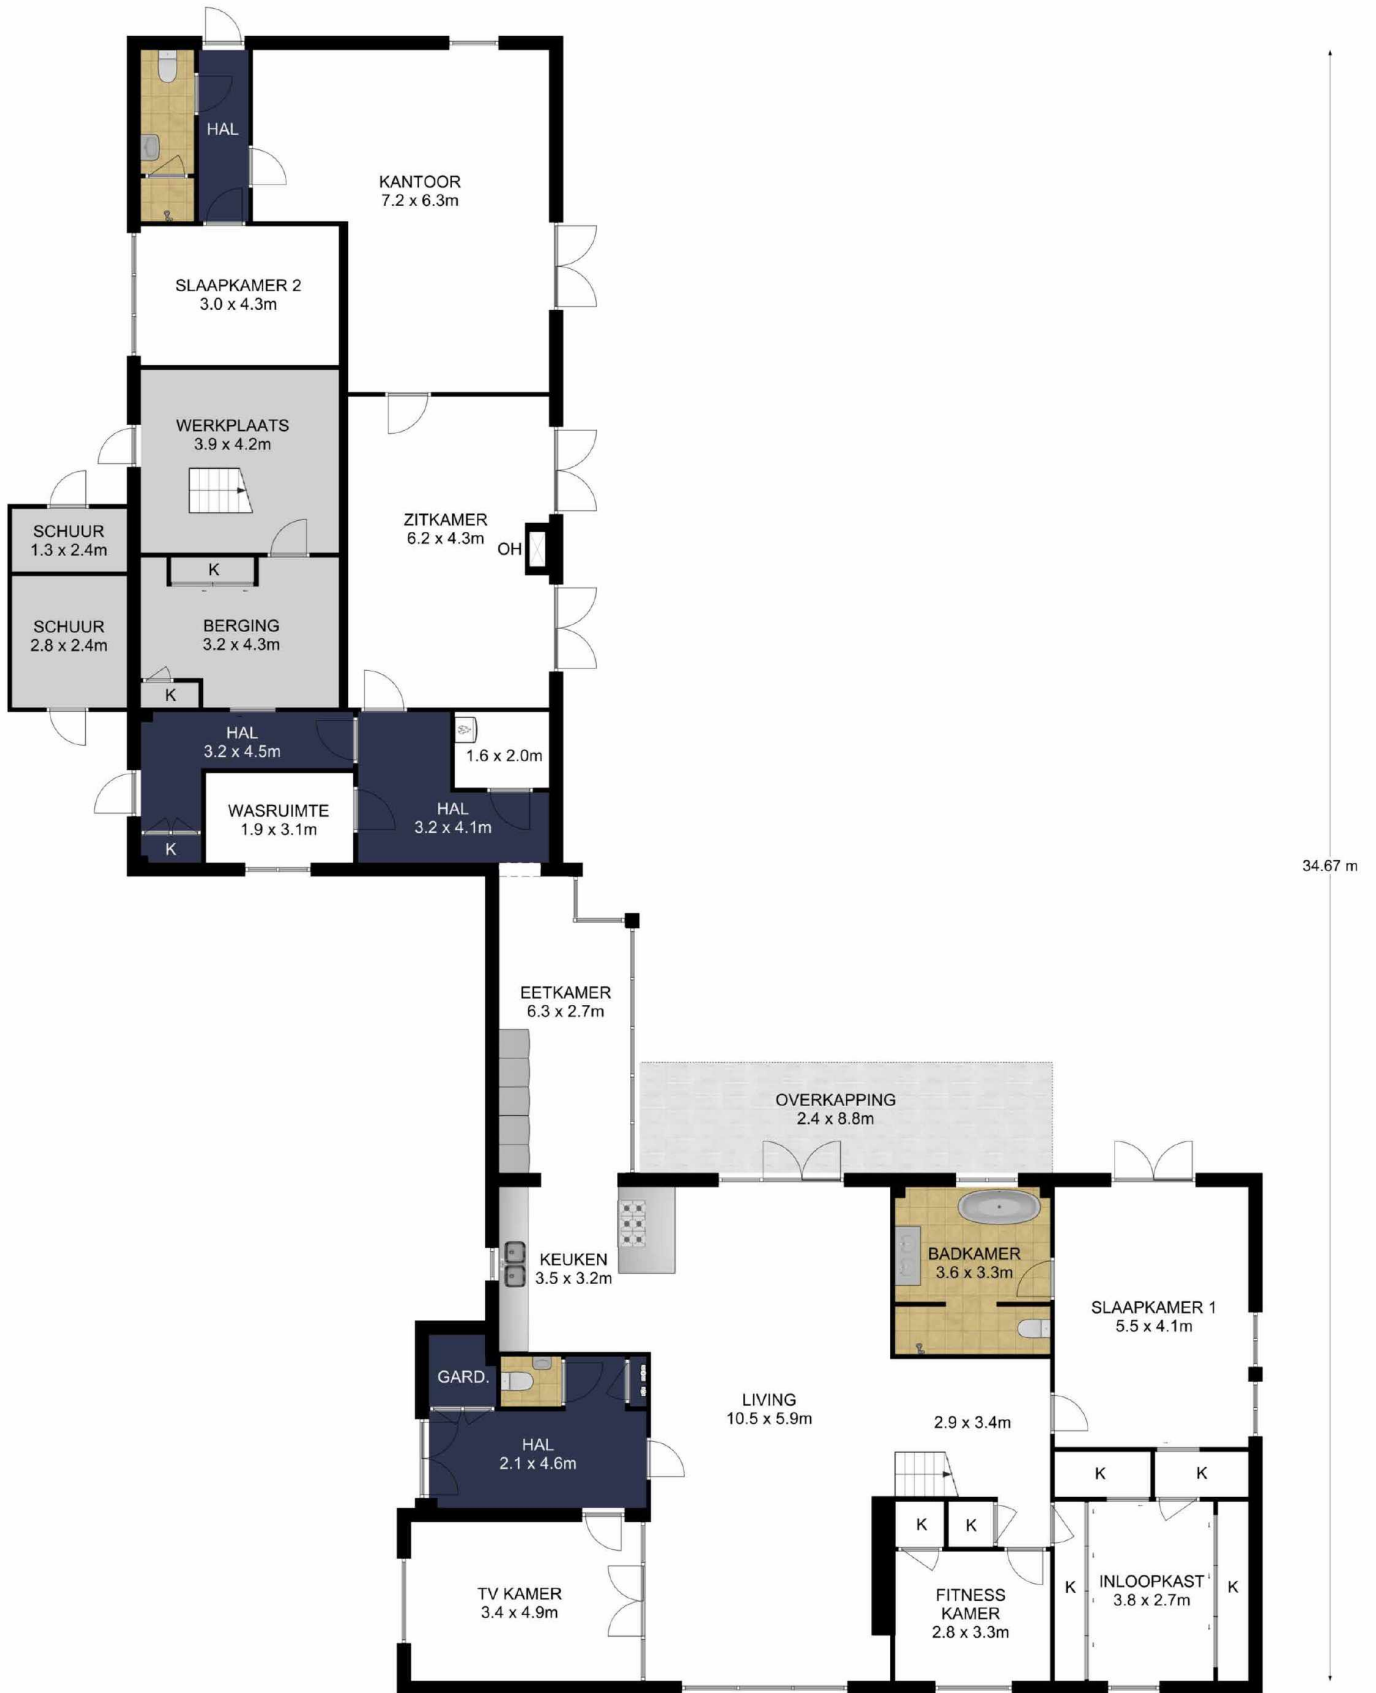 HAL
KANTOOR
7.2 x 6.3m
SLAAPKAMER 2
3.0 x 4.3m
WERKPLAATS
3.9 x 4.2m
SCHUUR
1.3 x 2.4m
ZITKAMER
6.2 x 4.3m
OH
K
SCHUUR
2.8 x 2.4m
BERGING
3.2 x 4.3m
K
HAL
3.2 x 4.5m
1.6 x 2.0m
WASRUIMTE
1.9 x 3.1m
HAL
3.2 x 4.1m
K
34.67 m
EETKAMER
6.3 x 2.7m
OVERKAPPING
2.4 x 8.8m
KEUKEN
3.5 x 3.2m
BADKAMER
3.6 x 3.3m
SLAAPKAMER 1
5.5 x 4.1m
GARD.
LIVING
10.5 x 5.9m
2.9 x 3.4m
HAL
2.1 x 4.6m
K
K
K
K
TV KAMER
3.4 x 4.9m
FITNESS
KAMER
2.8 x 3.3m
K
INLOOPKAST
3.8 x 2.7m
K